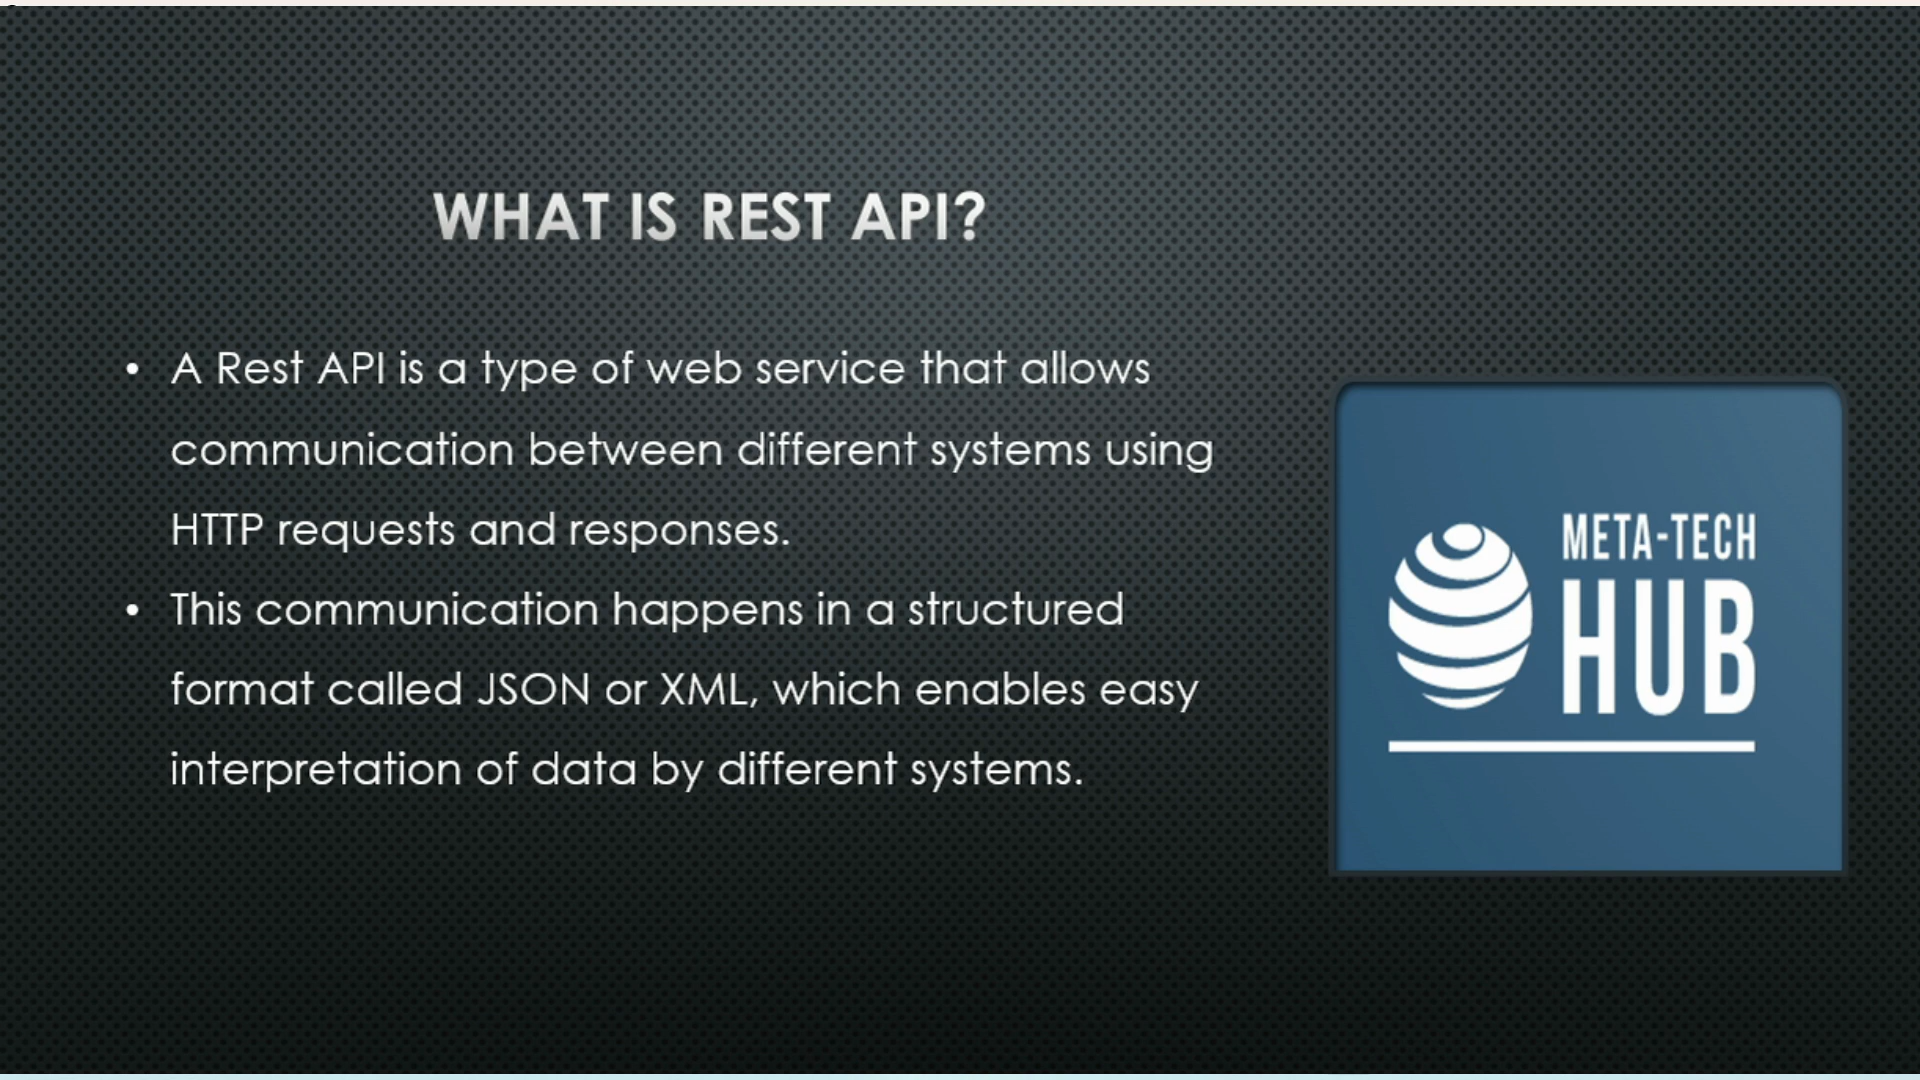 WHAT IS REST API?
• A Rest API is a type of web service that allows
communication between different systems using
HTTP requests and responses.
• This communication happens in a structured
format called JSON or XML, which enables easy
interpretation of data by different systems.
META-TECH
HUB